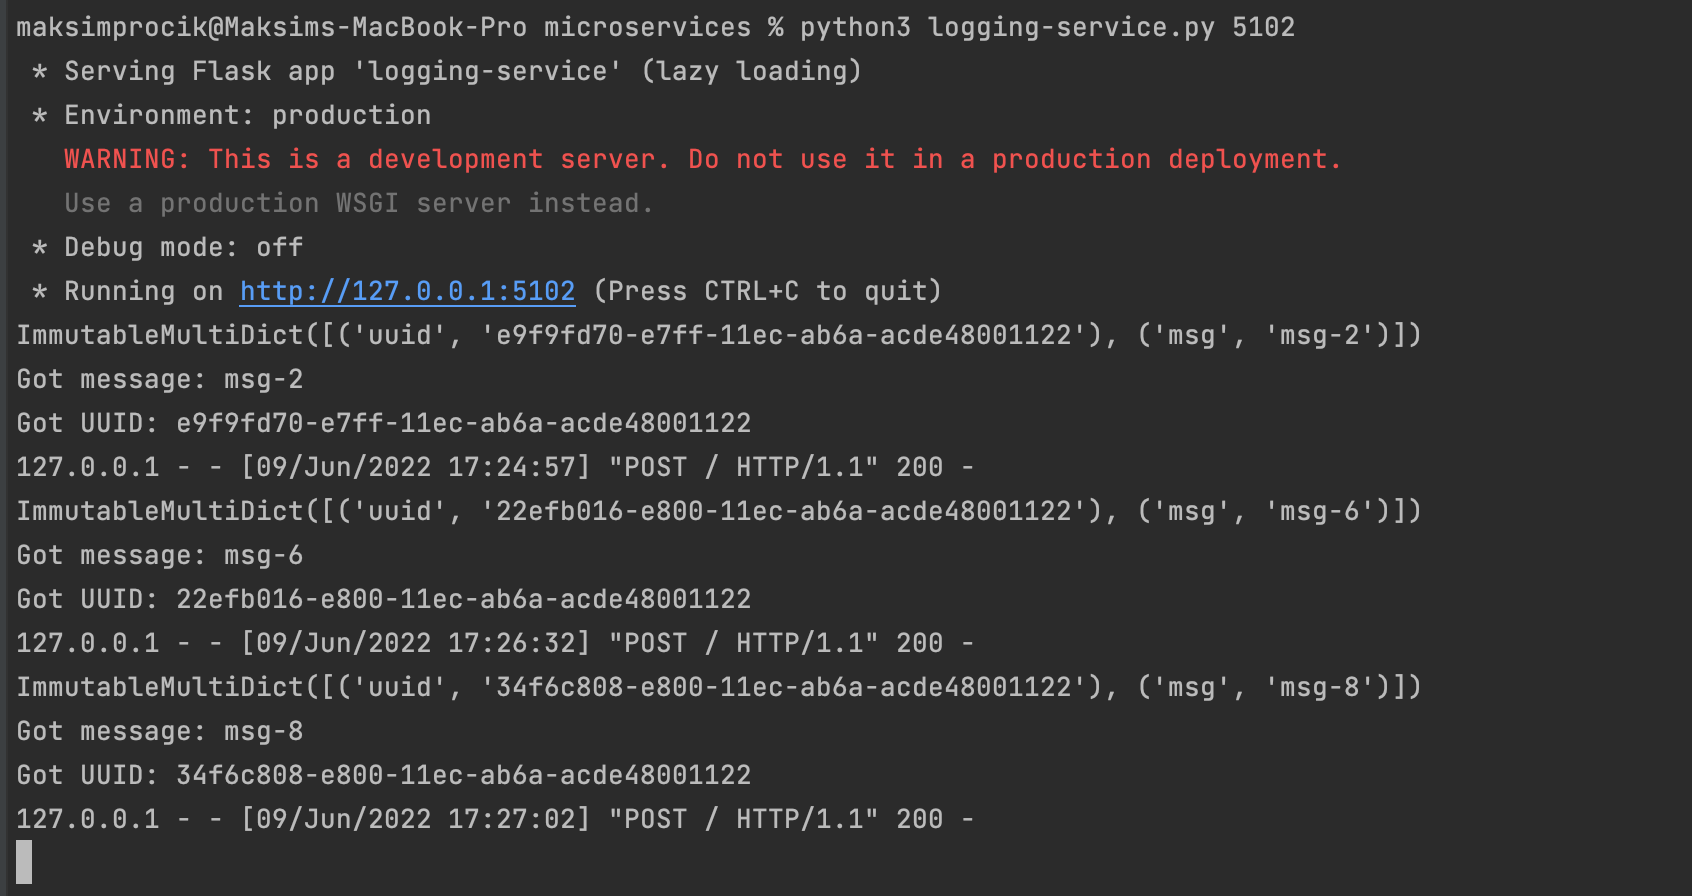 maksimprocik@Maksims-MacBook-Pro microservices % python3 logging-service.py 5102
 * Serving Flask app 'logging-service' (lazy loading)
 * Environment: production
   WARNING: This is a development server. Do not use it in a production deployment.
   Use a production WSGI server instead.
 * Debug mode: off
 * Running on http://127.0.0.1:5102 (Press CTRL+C to quit)
ImmutableMultiDict([('uuid', 'e9f9fd70-e7ff-11ec-ab6a-acde48001122'), ('msg', 'msg-2')])
Got message: msg-2
Got UUID: e9f9fd70-e7ff-11ec-ab6a-acde48001122
127.0.0.1 - - [09/Jun/2022 17:24:57] "POST / HTTP/1.1" 200 -
ImmutableMultiDict([('uuid', '22efb016-e800-11ec-ab6a-acde48001122'), ('msg', 'msg-6')])
Got message: msg-6
Got UUID: 22efb016-e800-11ec-ab6a-acde48001122
127.0.0.1 - - [09/Jun/2022 17:26:32] "POST / HTTP/1.1" 200 -
ImmutableMultiDict([('uuid', '34f6c808-e800-11ec-ab6a-acde48001122'), ('msg', 'msg-8')])
Got message: msg-8
Got UUID: 34f6c808-e800-11ec-ab6a-acde48001122
127.0.0.1 - - [09/Jun/2022 17:27:02] "POST / HTTP/1.1" 200 -